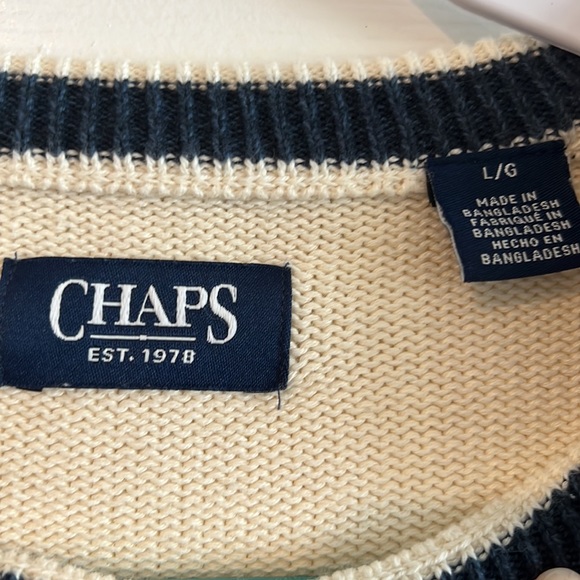 CHAPS
EST. 1978
L/G
MADE IN
BANGLADESH
FABRIQUÉ IN
BANGLADESH
HECHO EN
BANGLADESH